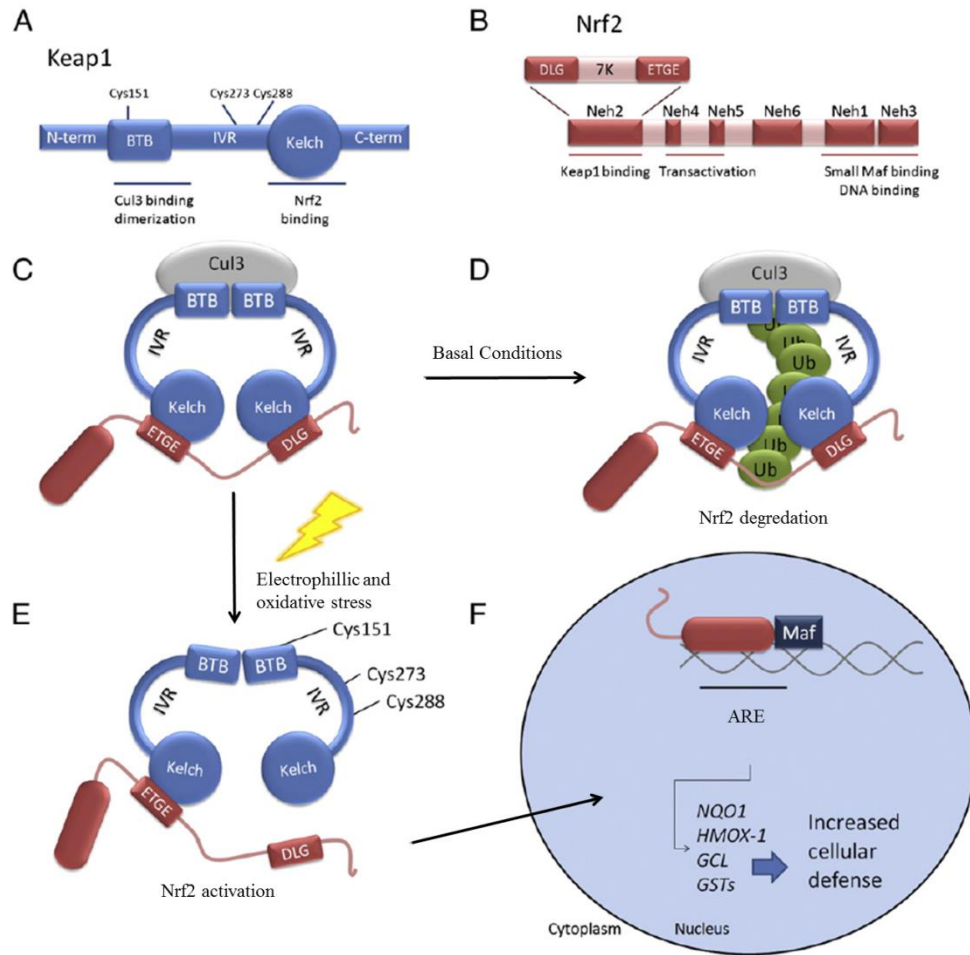 A
Keap1
Cys151
Cys273
Cys288
N-term
BTB
IVR
Kelch
C-term
Cul3 binding
dimerization
Nrf2
binding
B
Nrf2
DLG
7K
ETGE
Neh2
Neh4
Neh5
Neh6
Neh1
Neh3
Keap1 binding
Transactivation
Small Maf binding
DNA binding
C
Cul3
BTB
BTB
IVR
IVR
Kelch
Kelch
ETGE
DLG
Basal Conditions
D
Cul3
BTB
BTB
Ub
Ub
Ub
IVR
IVR
Kelch
Kelch
ETGE
DLG
Ub
Ub
Nrf2 degredation
Electrophillic and
oxidative stress
E
Cys151
BTB
BTB
Cys273
Cys288
IVR
IVR
Kelch
Kelch
ETGE
DLG
Nrf2 activation
F
Maf
ARE
NQO1
HMOX-1
GCL
GSTs
Increased
cellular
defense
Cytoplasm
Nucleus